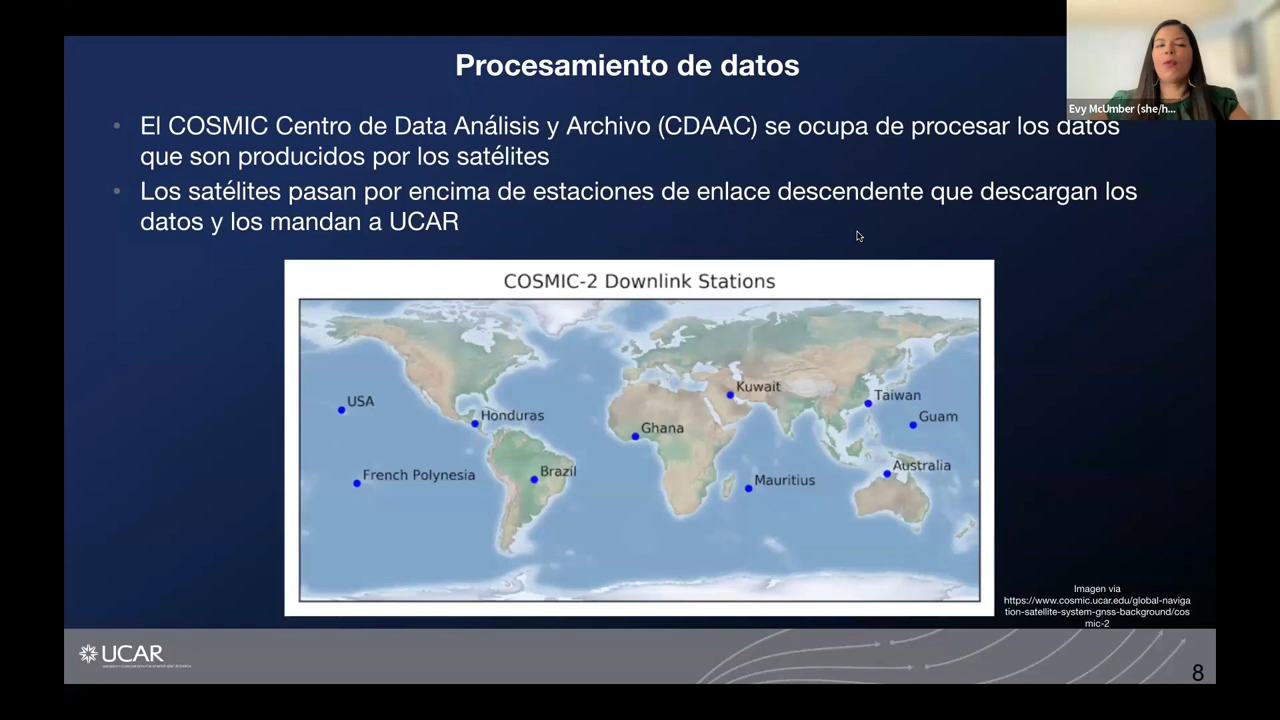 Procesamiento de datos
Evy McUmber (she/h...
El COSMIC Centro de Data Análisis y Archivo (CDAAC) se ocupa de procesar los datos
que son producidos por los satélites
Los satélites pasan por encima de estaciones de enlace descendente que descargan los
datos y los mandan a UCAR
COSMIC-2 Downlink Stations
Kuwait
USA
Taiwan
Honduras
Guam
Ghana
Australia
French Polynesia
Brazil
Mauritius
Imagen via
https://www.cosmic.ucar.edu/global-naviga
tion-satellite-system-gnss-background/cos
mic-2
UCAR
8